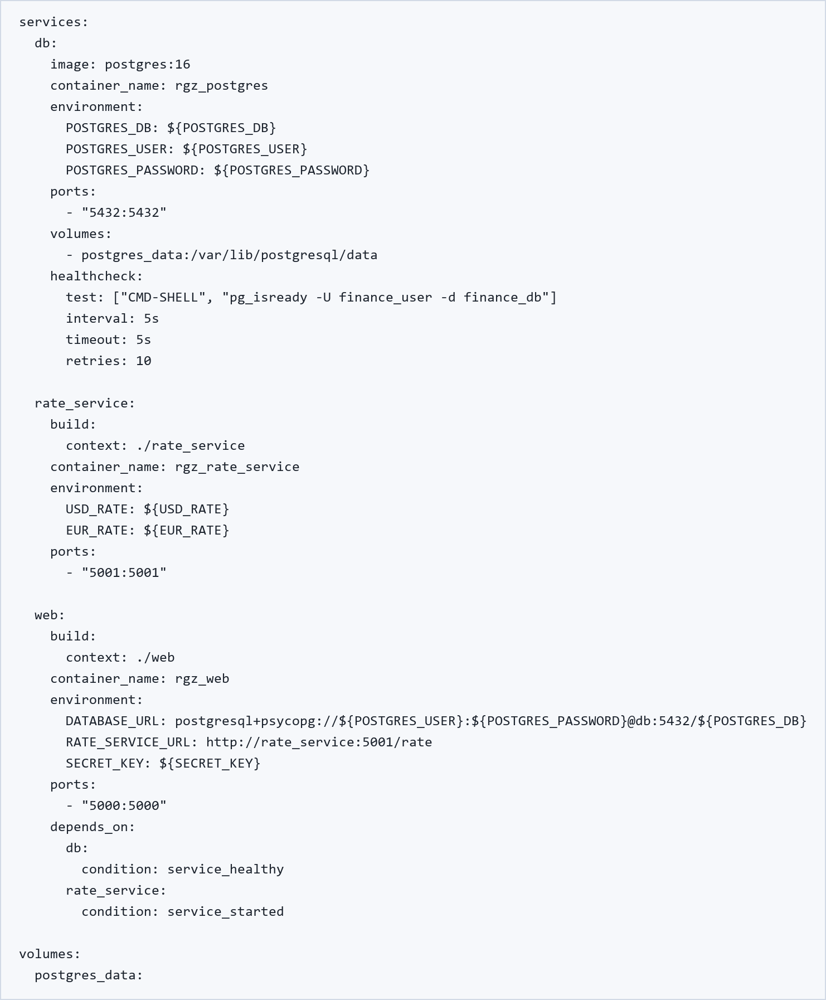 services:
  db:
    image: postgres:16
    container_name: rgz_postgres
    environment:
      POSTGRES_DB: ${POSTGRES_DB}
      POSTGRES_USER: ${POSTGRES_USER}
      POSTGRES_PASSWORD: ${POSTGRES_PASSWORD}
    ports:
      - "5432:5432"
    volumes:
      - postgres_data:/var/lib/postgresql/data
    healthcheck:
      test: ["CMD-SHELL", "pg_isready -U finance_user -d finance_db"]
      interval: 5s
      timeout: 5s
      retries: 10

  rate_service:
    build:
      context: ./rate_service
    container_name: rgz_rate_service
    environment:
      USD_RATE: ${USD_RATE}
      EUR_RATE: ${EUR_RATE}
    ports:
      - "5001:5001"

  web:
    build:
      context: ./web
    container_name: rgz_web
    environment:
      DATABASE_URL: postgresql+psycopg://${POSTGRES_USER}:${POSTGRES_PASSWORD}@db:5432/${POSTGRES_DB}
      RATE_SERVICE_URL: http://rate_service:5001/rate
      SECRET_KEY: ${SECRET_KEY}
    ports:
      - "5000:5000"
    depends_on:
      db:
        condition: service_healthy
      rate_service:
        condition: service_started

volumes:
  postgres_data: